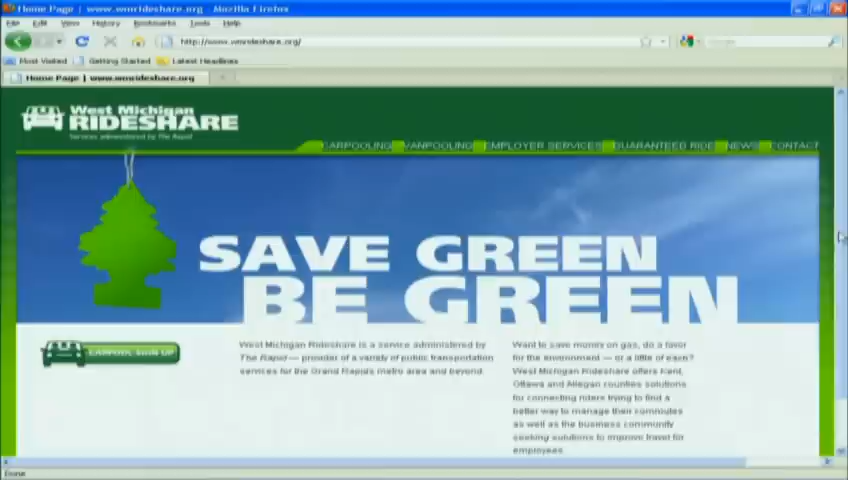 Home Page | www.wmrideshare.org - Mozilla Firefox
File Edit View History Bookmarks Tools Help
http://www.wmrideshare.org/
Google
Most Visited Getting Started Latest Headlines
Home Page | www.wmrideshare.org
West Michigan
RIDESHARE
Services administered by The Rapid
CARPOOLING VANPOOLING EMPLOYER SERVICES GUARANTEED RIDE NEWS CONTACT
SAVE GREEN
BE GREEN
CARPOOL SIGN UP
West Michigan Rideshare is a service administered by
The Rapid — provider of a variety of public transportation
services for the Grand Rapids metro area and beyond.
Want to save money on gas, do a favor
for the environment — or a little of each?
West Michigan Rideshare offers Kent,
Ottawa and Allegan counties solutions
for connecting riders trying to find a
better way to manage their commutes
as well as the business community
seeking solutions to improve travel for
employees.
Done